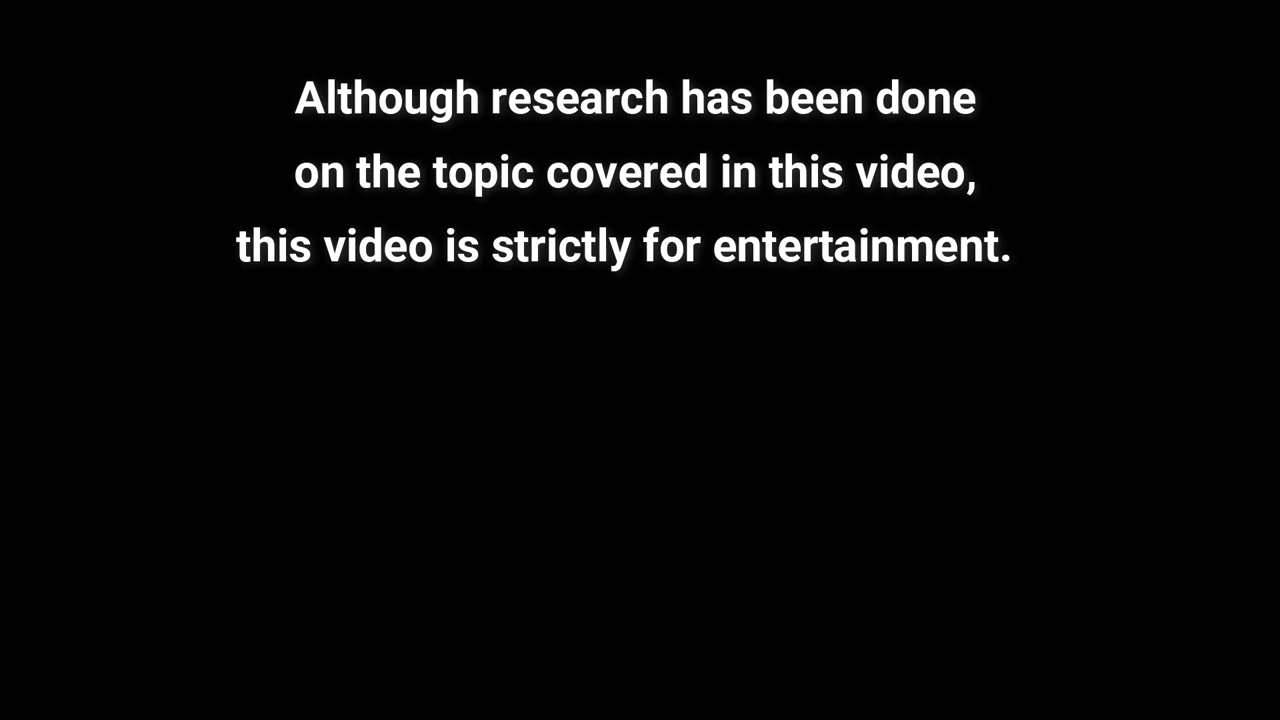 Although research has been done
on the topic covered in this video,
this video is strictly for entertainment.